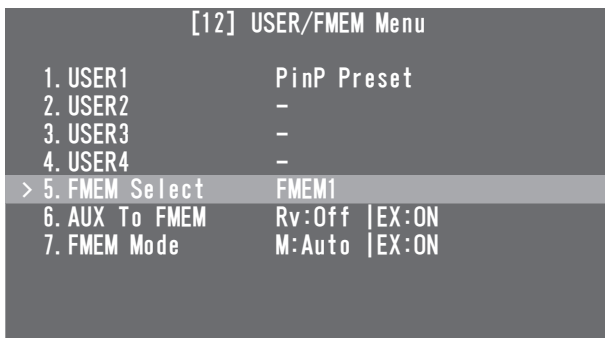 [12] USER/FMEM Menu
1. USER1 PinP Preset
2. USER2 –
3. USER3 –
4. USER4 –
> 5. FMEM Select FMEM1
6. AUX To FMEM Rv:Off |EX:ON
7. FMEM Mode M:Auto |EX:ON